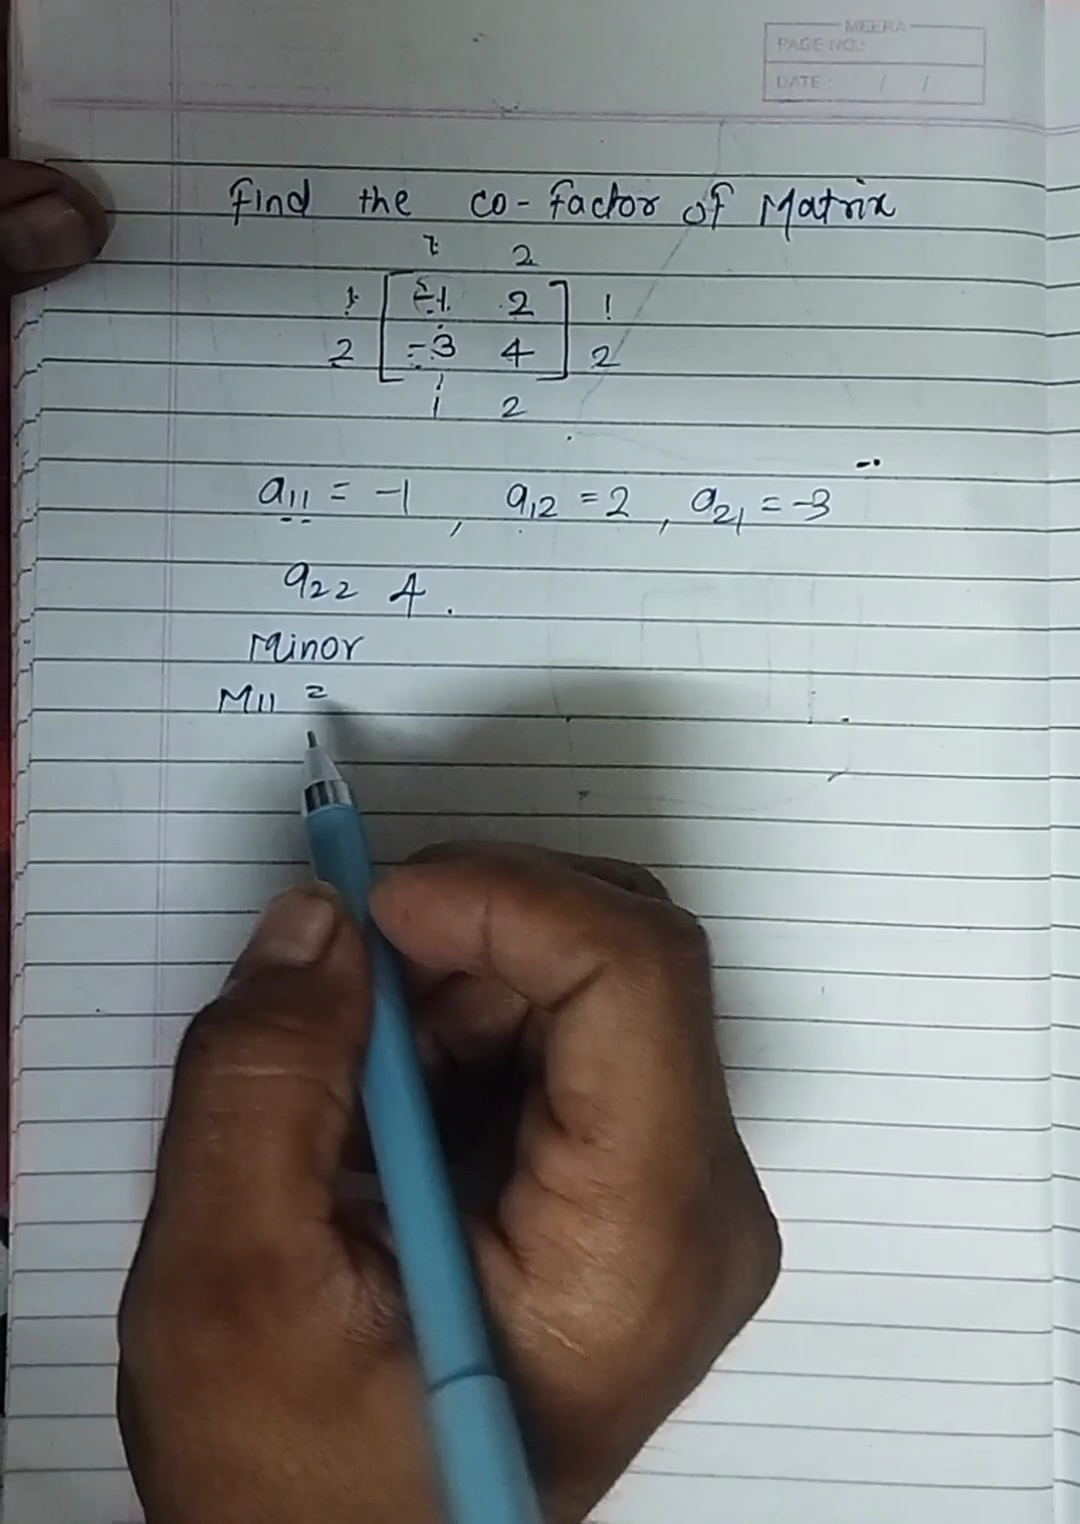 MEERA
PAGE NO.:
DATE: / /
Find the co-factor of Matrix
1 2
1 -1 2 1
2 -3 4 2
1 2
a11 = -1 , a12 = 2 , a21 = -3
a22 4 .
Minor
M11 =